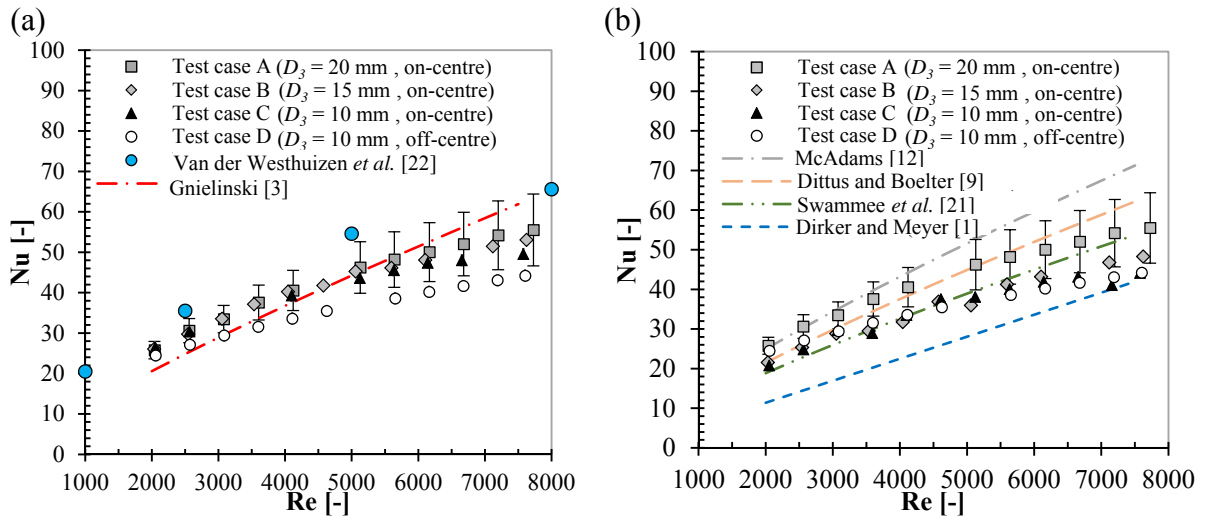 (a)
100
90
80
70
60
50
40
30
20
10
0
Nu [-]
Test case A (D3 = 20 mm , on-centre)
Test case B (D3 = 15 mm , on-centre)
Test case C (D3 = 10 mm , on-centre)
Test case D (D3 = 10 mm, off-centre)
Van der Westhuizen et al. [22]
Gnielinski [3]
1000 2000 3000 4000 5000 6000 7000 8000
Re [-]
(b)
100
90
80
70
60
50
40
30
20
10
0
Nu [-]
Test case A (D3 = 20 mm , on-centre)
Test case B (D3 = 15 mm , on-centre)
Test case C (D3 = 10 mm , on-centre)
Test case D (D3 = 10 mm, off-centre)
McAdams [12]
Dittus and Boelter [9]
Swammee et al. [21]
Dirker and Meyer [1]
1000 2000 3000 4000 5000 6000 7000 8000
Re [-]